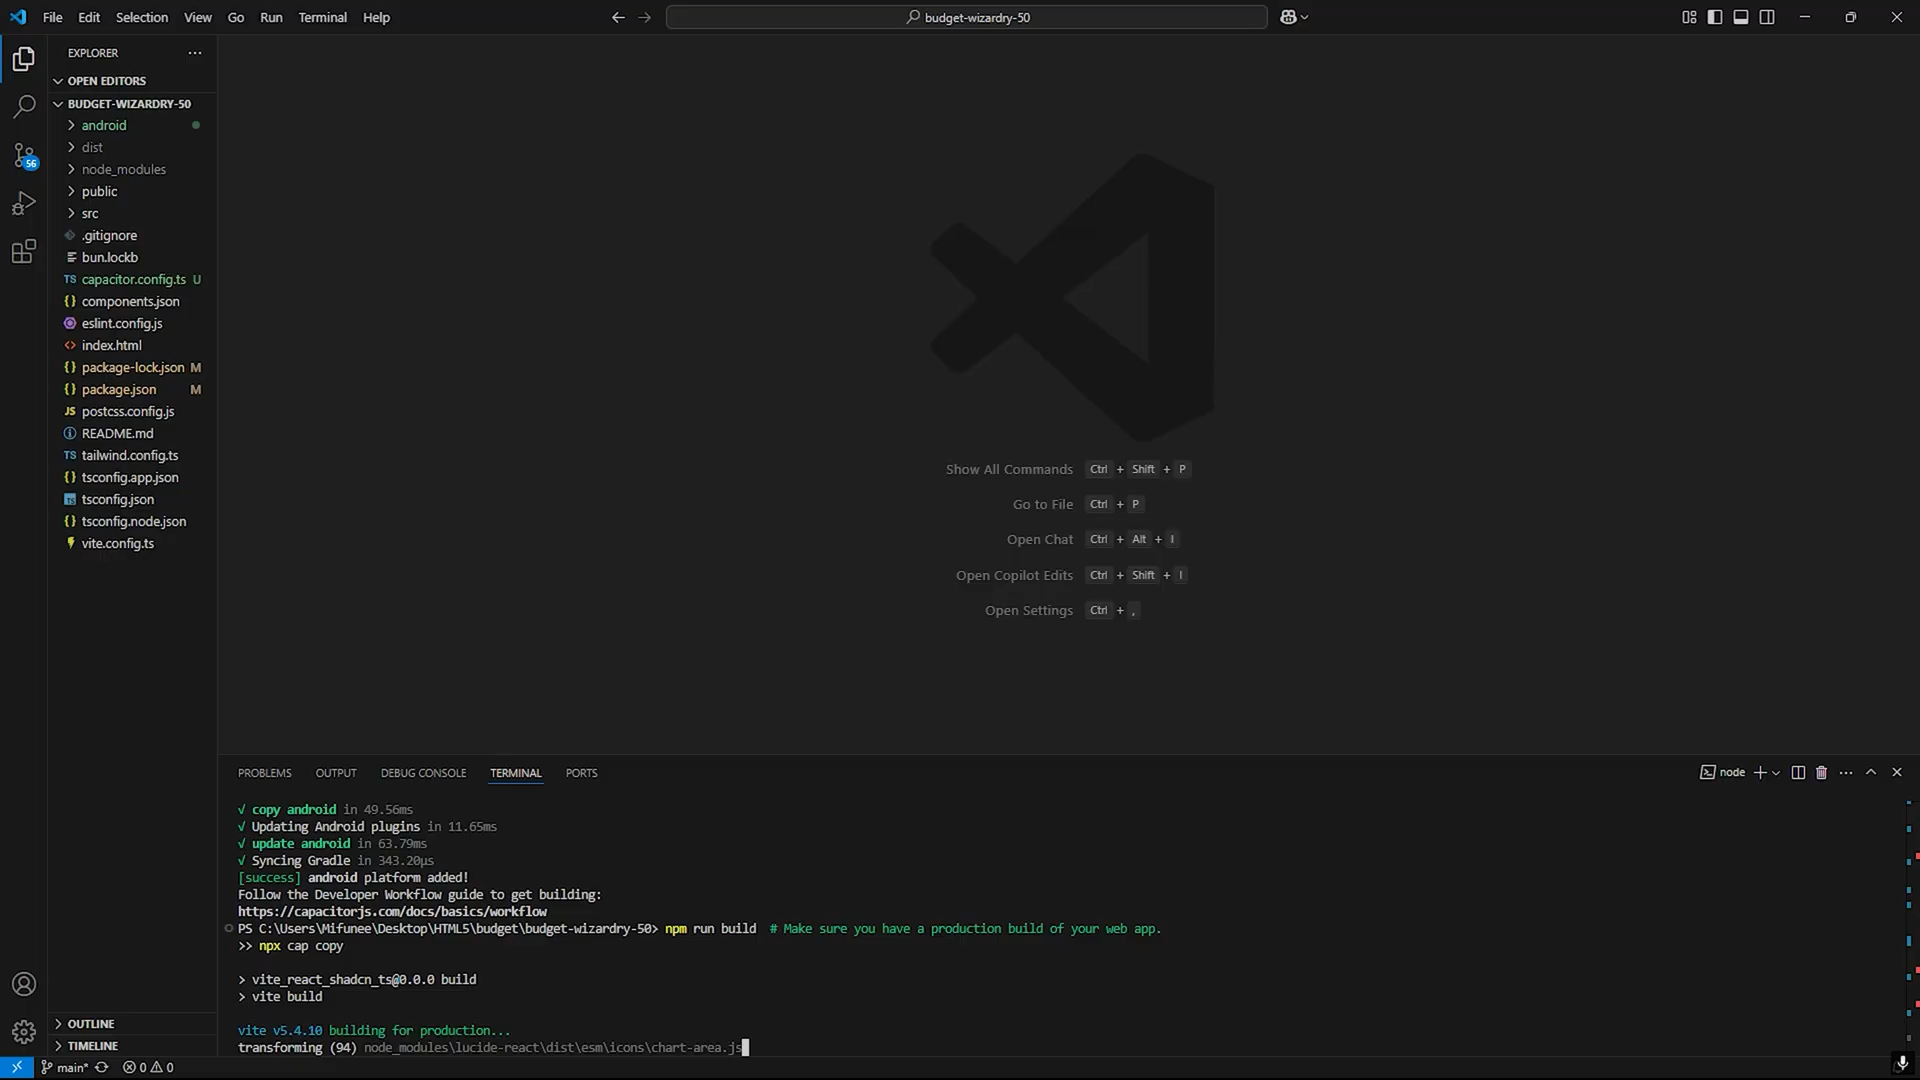 File Edit Selection View Go Run Terminal Help
budget-wizardry-50
EXPLORER
OPEN EDITORS
BUDGET-WIZARDRY-50
android
dist
node_modules
public
src
.gitignore
bun.lockb
TS capacitor.config.ts U
{} components.json
eslint.config.js
<> index.html
{} package-lock.json M
{} package.json M
JS postcss.config.js
README.md
TS tailwind.config.ts
{} tsconfig.app.json
TS tsconfig.json
{} tsconfig.node.json
vite.config.ts
56
OUTLINE
TIMELINE
Show All Commands Ctrl + Shift + P
Go to File Ctrl + P
Open Chat Ctrl + Alt + I
Open Copilot Edits Ctrl + Shift + I
Open Settings Ctrl + ,
PROBLEMS OUTPUT DEBUG CONSOLE TERMINAL PORTS
node
√ copy android in 49.56ms
√ Updating Android plugins in 11.65ms
√ update android in 63.79ms
√ Syncing Gradle in 343.20μs
[success] android platform added!
Follow the Developer Workflow guide to get building:
https://capacitorjs.com/docs/basics/workflow
PS C:\Users\Mifunee\Desktop\HTML5\budget\budget-wizardry-50> npm run build  # Make sure you have a production build of your web app.
>> npx cap copy
> vite_react_shadcn_ts@0.0.0 build
> vite build
vite v5.4.10 building for production...
transforming (94) node_modules\lucide-react\dist\esm\icons\chart-area.js
main* 0 0